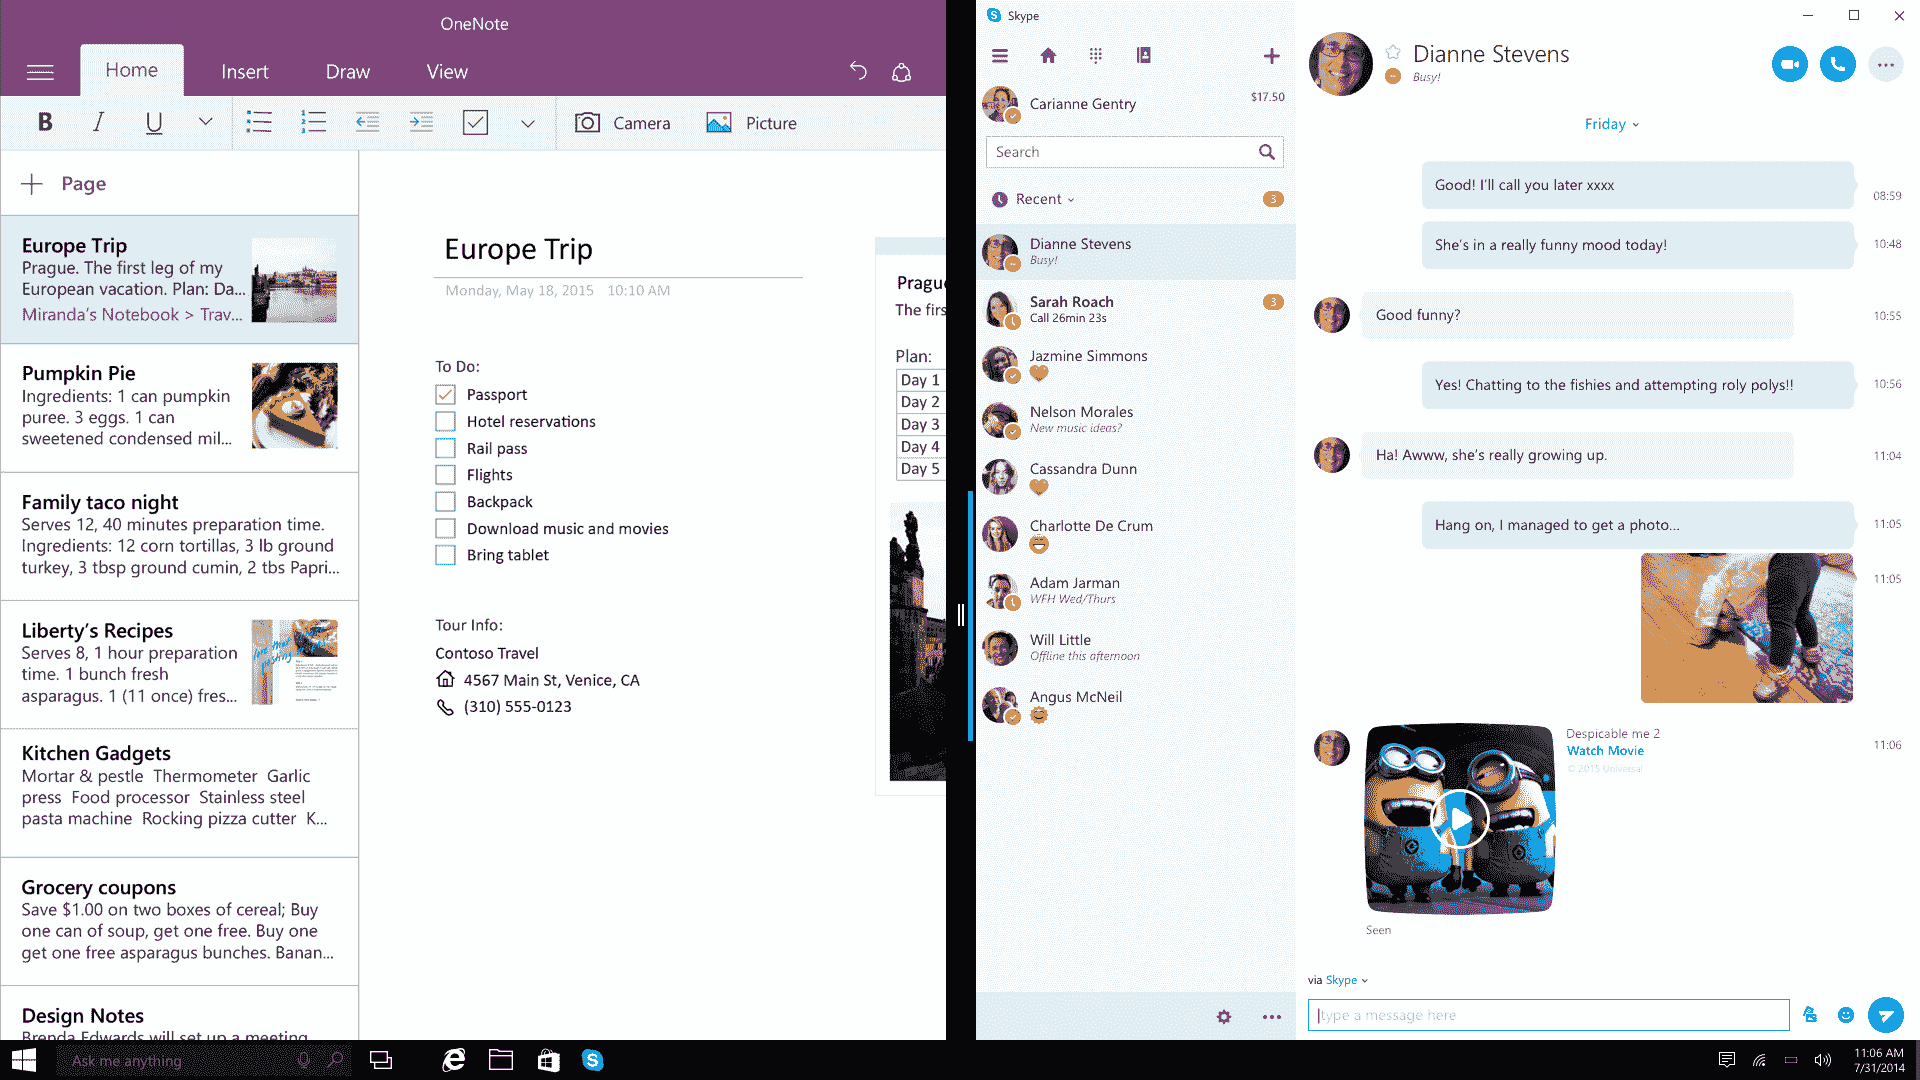 OneNote
Home
Insert
Draw
View
B
I
U
Camera
Picture
Page
Europe Trip
Prague. The first leg of my
European vacation. Plan: Da...
Miranda's Notebook > Trav...
Pumpkin Pie
Ingredients: 1 can pumpkin
puree. 3 eggs. 1 can
sweetened condensed mil...
Family taco night
Serves 12, 40 minutes preparation time.
Ingredients: 12 corn tortillas, 3 lb ground
turkey, 3 tbsp ground cumin, 2 tbs Papri...
Liberty's Recipes
Serves 8, 1 hour preparation
time. 1 bunch fresh
asparagus. 1 (11 once) fres...
Kitchen Gadgets
Mortar & pestle Thermometer Garlic
press Food processor Stainless steel
pasta machine Rocking pizza cutter K...
Grocery coupons
Save $1.00 on two boxes of cereal; Buy
one can of soup, get one free. Buy one
get one free asparagus bunches. Banan...
Design Notes
Brenda Edwards will set up a meeting
Europe Trip
Monday, May 18, 2015 10:10 AM
To Do:
Passport
Hotel reservations
Rail pass
Flights
Backpack
Download music and movies
Bring tablet
Tour Info:
Contoso Travel
4567 Main St, Venice, CA
(310) 555-0123
Pragu
The firs
Plan:
Day 1
Day 2
Day 3
Day 4
Day 5
Skype
Carianne Gentry
$17.50
Search
Recent
3
Dianne Stevens
Busy!
Sarah Roach
Call 26min 23s
3
Jazmine Simmons
Nelson Morales
New music ideas?
Cassandra Dunn
Charlotte De Crum
Adam Jarman
WFH Wed/Thurs
Will Little
Offline this afternoon
Angus McNeil
Dianne Stevens
Busy!
Friday
Good! I'll call you later xxxx
08:59
She's in a really funny mood today!
10:48
Good funny?
10:55
Yes! Chatting to the fishies and attempting roly polys!!
10:56
Ha! Awww, she's really growing up.
11:04
Hang on, I managed to get a photo...
11:05
11:05
Despicable me 2
Watch Movie
© 2015 Universal
11:06
Seen
via Skype
type a message here
Ask me anything
11:06 AM
7/31/2014